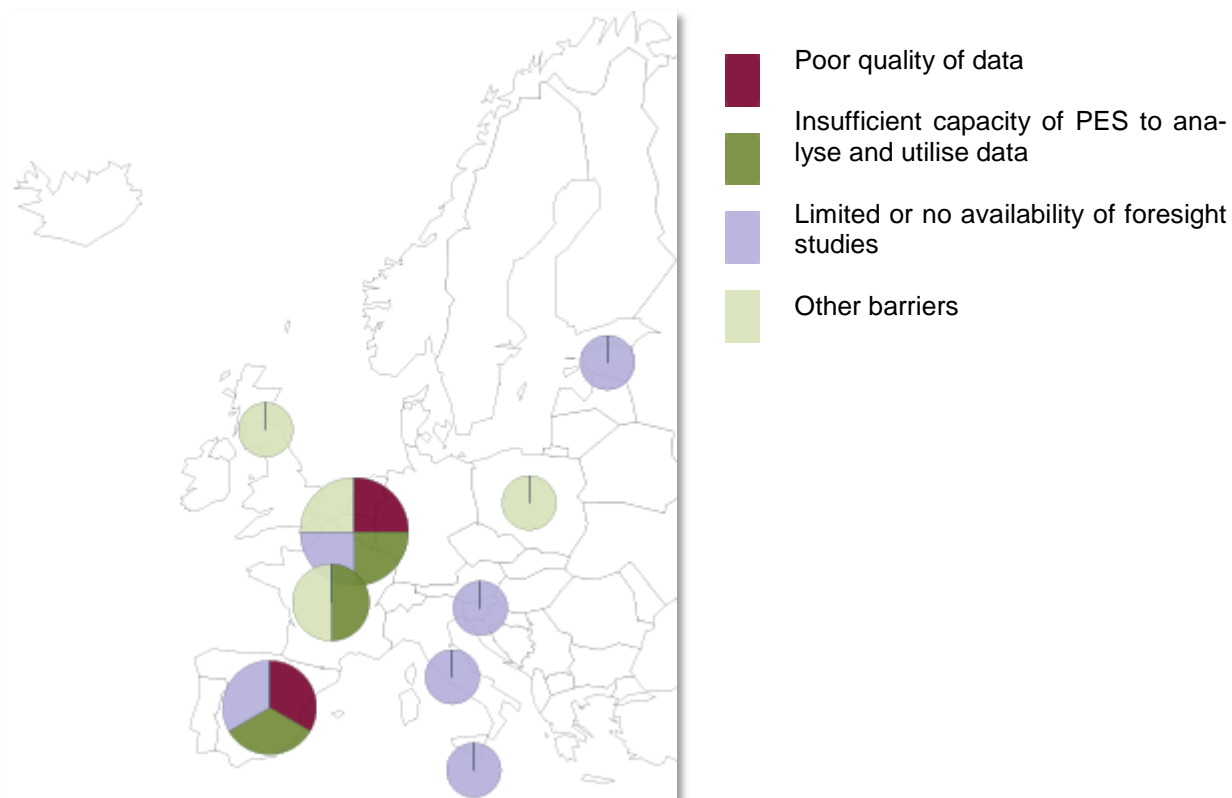 Poor quality of data
Insufficient capacity of PES to ana-
lyse and utilise data
Limited or no availability of foresight
studies
Other barriers